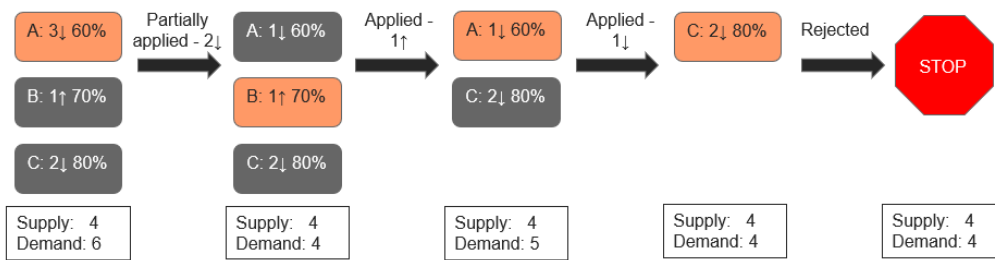 A: 3↓ 60%
B: 1↑ 70%
C: 2↓ 80%
Supply: 4
Demand: 6
Partially
applied - 2↓
A: 1↓ 60%
B: 1↑ 70%
C: 2↓ 80%
Supply: 4
Demand: 4
Applied -
1↑
A: 1↓ 60%
C: 2↓ 80%
Supply: 4
Demand: 5
Applied -
1↓
C: 2↓ 80%
Supply: 4
Demand: 4
Rejected
STOP
Supply: 4
Demand: 4